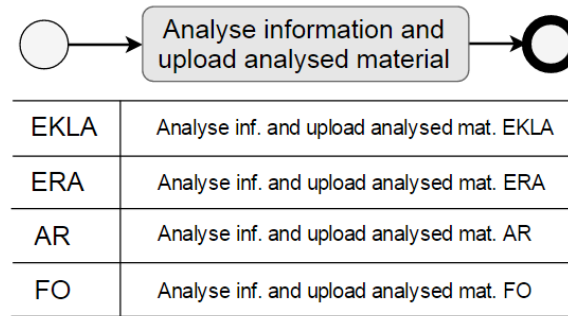 Analyse information and
upload analysed material
EKLA Analyse inf. and upload analysed mat. EKLA
ERA Analyse inf. and upload analysed mat. ERA
AR Analyse inf. and upload analysed mat. AR
FO Analyse inf. and upload analysed mat. FO